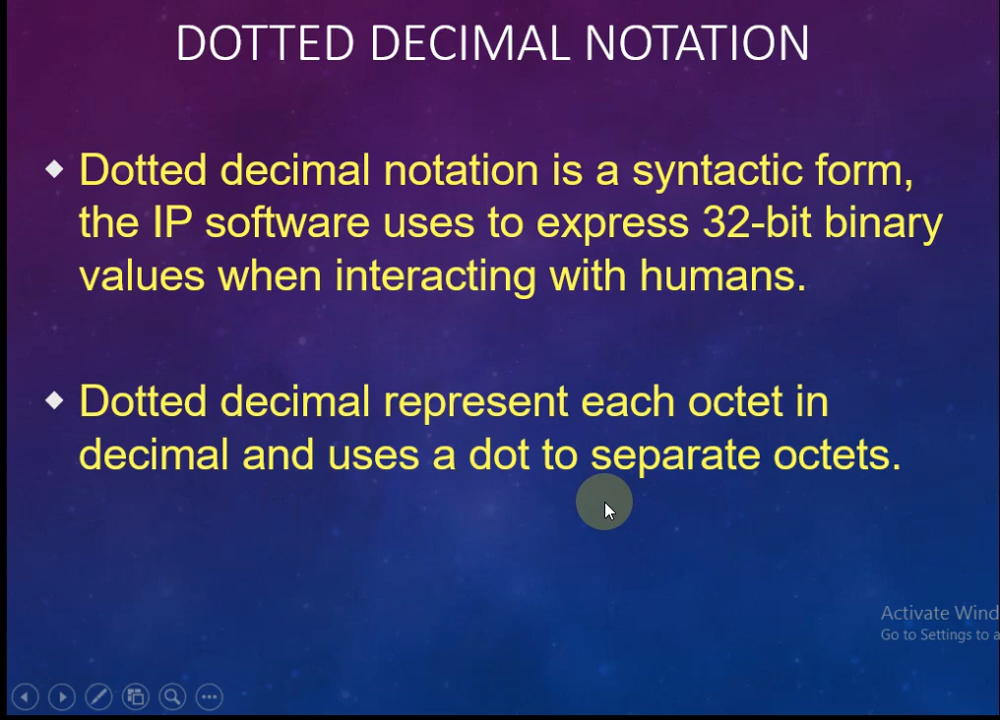 DOTTED DECIMAL NOTATION
Dotted decimal notation is a syntactic form,
the IP software uses to express 32-bit binary
values when interacting with humans.
Dotted decimal represent each octet in
decimal and uses a dot to separate octets.
Activate Wind
Go to Settings to a